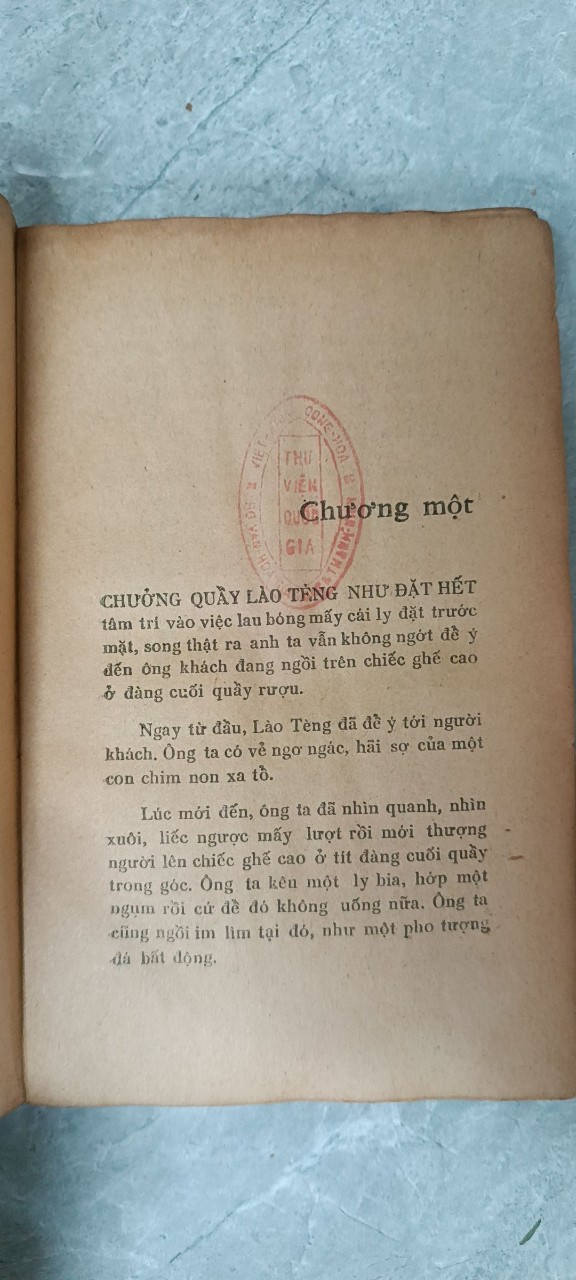 VIỆT
CỘNG-HÒA
THƯ
VIỆN
QUỐC
GIA
Chương một
CHƯỞNG QUẦY LÀO TÈNG NHƯ ĐẶT HẾT
tâm trí vào việc lau bóng mấy cái ly đặt trước
mặt, song thật ra anh ta vẫn không ngớt để ý
đến ông khách đang ngồi trên chiếc ghế cao
ở đàng cuối quầy rượu.
Ngay từ đầu, Lào Tèng đã để ý tới người
khách. Ông ta có vẻ ngơ ngác, hãi sợ của một
con chim non xa tổ.
Lúc mới đến, ông ta đã nhìn quanh, nhìn
xuôi, liếc ngược mấy lượt rồi mới thượng
người lên chiếc ghế cao ở tít đàng cuối quầy
trong góc. Ông ta kên một ly bia, hớp một
ngụm rồi cứ để đó không uống nữa. Ông ta
cũng ngồi im lìm tại đó, như một pho tượng
đá bất động.